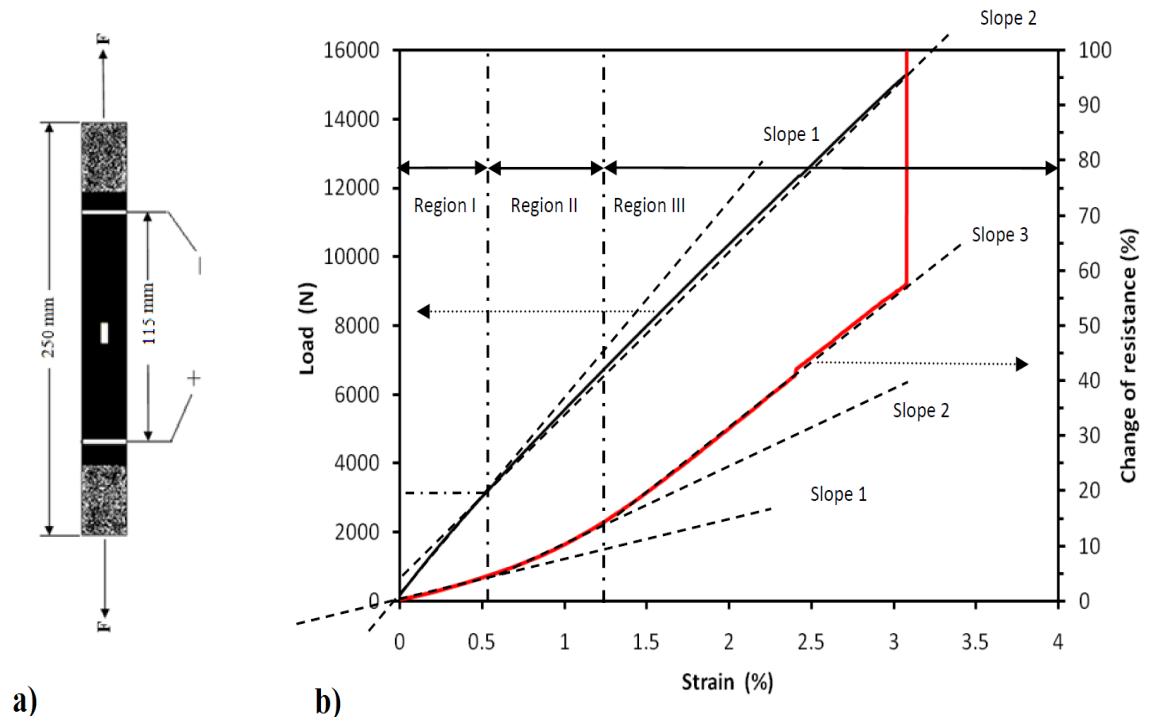 F
250 mm
115 mm
+
F
a)
Slope 2
Slope 1
Region I
Region II
Region III
Slope 3
Slope 2
Slope 1
Load (N)
16000
14000
12000
10000
8000
6000
4000
2000
0
Change of resistance (%)
100
90
80
70
60
50
40
30
20
10
0
0 0.5 1 1.5 2 2.5 3 3.5 4
Strain (%)
b)